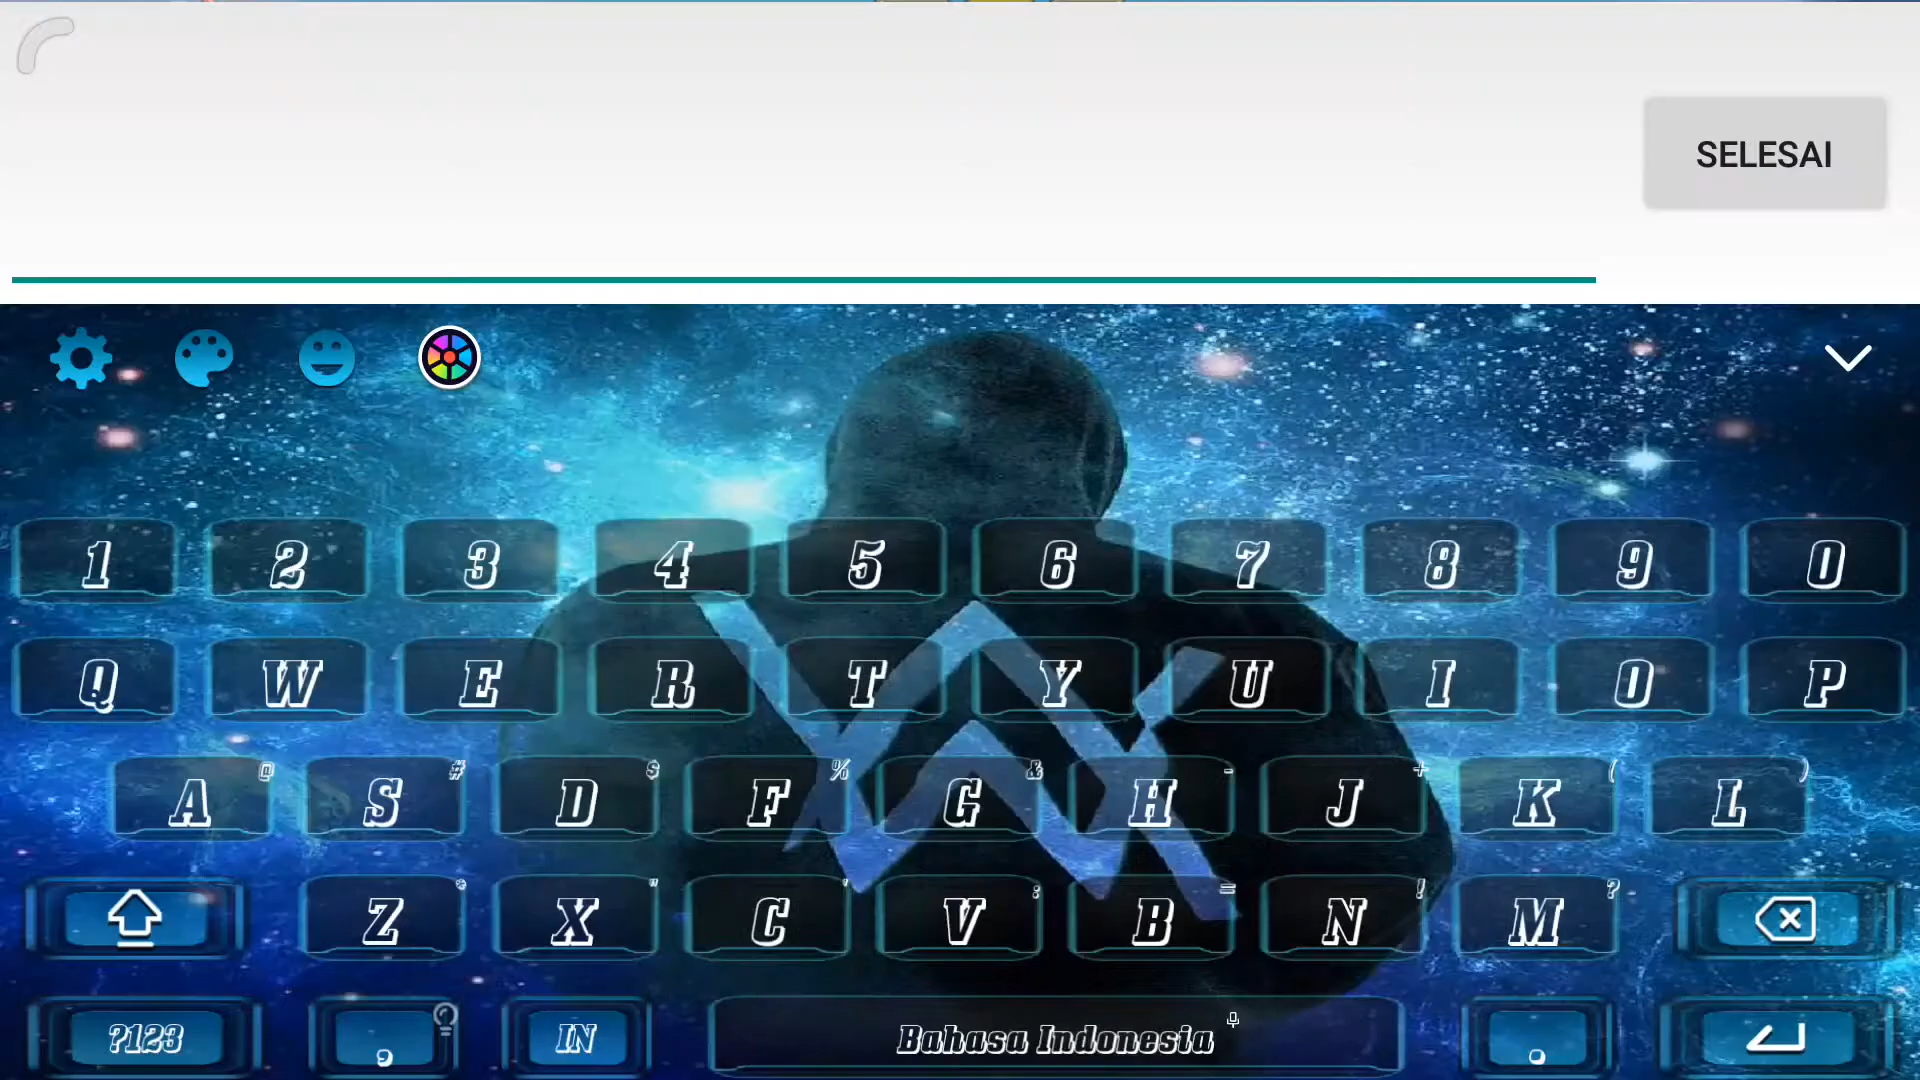 SELESAI
1 2 3 4 5 6 7 8 9 0
Q W E R T Y U I O P
@ # $ % & - + ( )
A S D F G H J K L
* " ' : = ! ?
Z X C V B N M
?123 , IN Bahasa Indonesia .